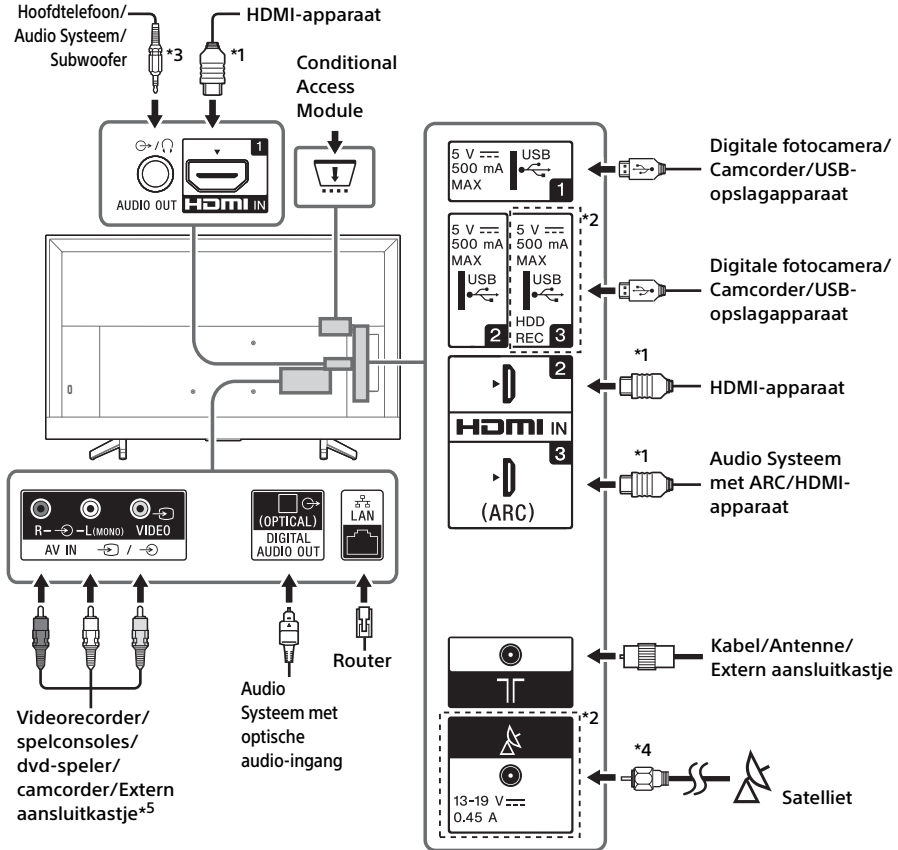 Hoofdtelefoon/
Audio Systeem/
Subwoofer
*3
HDMI-apparaat
*1
Conditional
Access
Module
1
AUDIO OUT
HDMI IN
5 V
500 mA
MAX
USB
1
Digitale fotocamera/
Camcorder/USB-
opslagapparaat
*2
5 V
500 mA
MAX
USB
2
5 V
500 mA
MAX
USB
HDD
REC 3
Digitale fotocamera/
Camcorder/USB-
opslagapparaat
2
*1
HDMI-apparaat
HDMI IN
3
(ARC)
*1
Audio Systeem
met ARC/HDMI-
apparaat
R- -L(MONO) VIDEO
AV IN /
(OPTICAL)
DIGITAL
AUDIO OUT
LAN
Router
Audio
Systeem met
optische
audio-ingang
Videorecorder/
spelconsoles/
dvd-speler/
camcorder/Extern
aansluitkastje*5
Kabel/Antenne/
Extern aansluitkastje
*2
13-19 V
0.45 A
*4
Satelliet